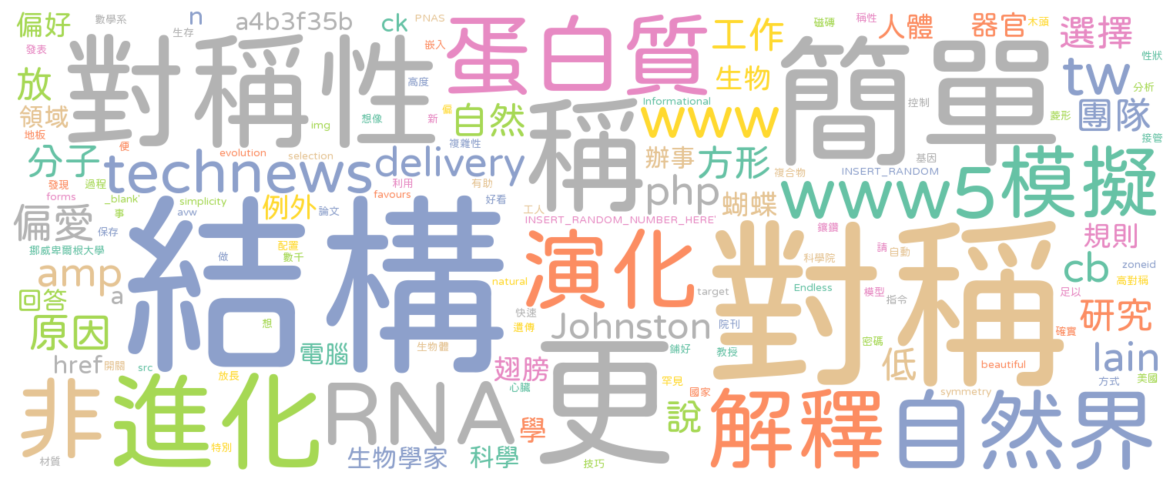 偏好 數學系 n a4b3f35b ck PNAS 蛋白質 工作 磁磚 稱性 人體 木頭 器官 選擇
生存 發表 嵌入 性狀
放 對稱性 高度 生物 簡單 tw 分析
領域 地板 img 想像 新 最 自然 稱 Informational www 控制 菱形 團隊
便 複雜性 接管
分子 evolution selection delivery 辦事 方形 基因
technews 複合物 INSERT_RANDOM
發現 過程 利用 有助 php www5 模擬
forms _blank' simplicity favours 好看 蝴蝶
偏愛 事 avw 保存 例外 論文 工人 INSERT_RANDOM_NUMBER_HERE'
挪威卑爾根大學 結構 做 配置 數千 演化 鑽鑽 對稱 科學院 請 自動 規則
amp a natural target Endless 模型 指令 cb zoneid 高對稱
回答 快速 足以
原因 想 遺傳 Johnston 院刊 密碼 確實 研究
href 開關 src 電腦 生物體 更 鋪好 教授 低 beautiful 方式 lain 美國
放長 翅膀 心臟 罕見 國家 symmetry
非 進化 RNA 學 說 解釋 自然界
特別
材質 生物學家 科學 技巧